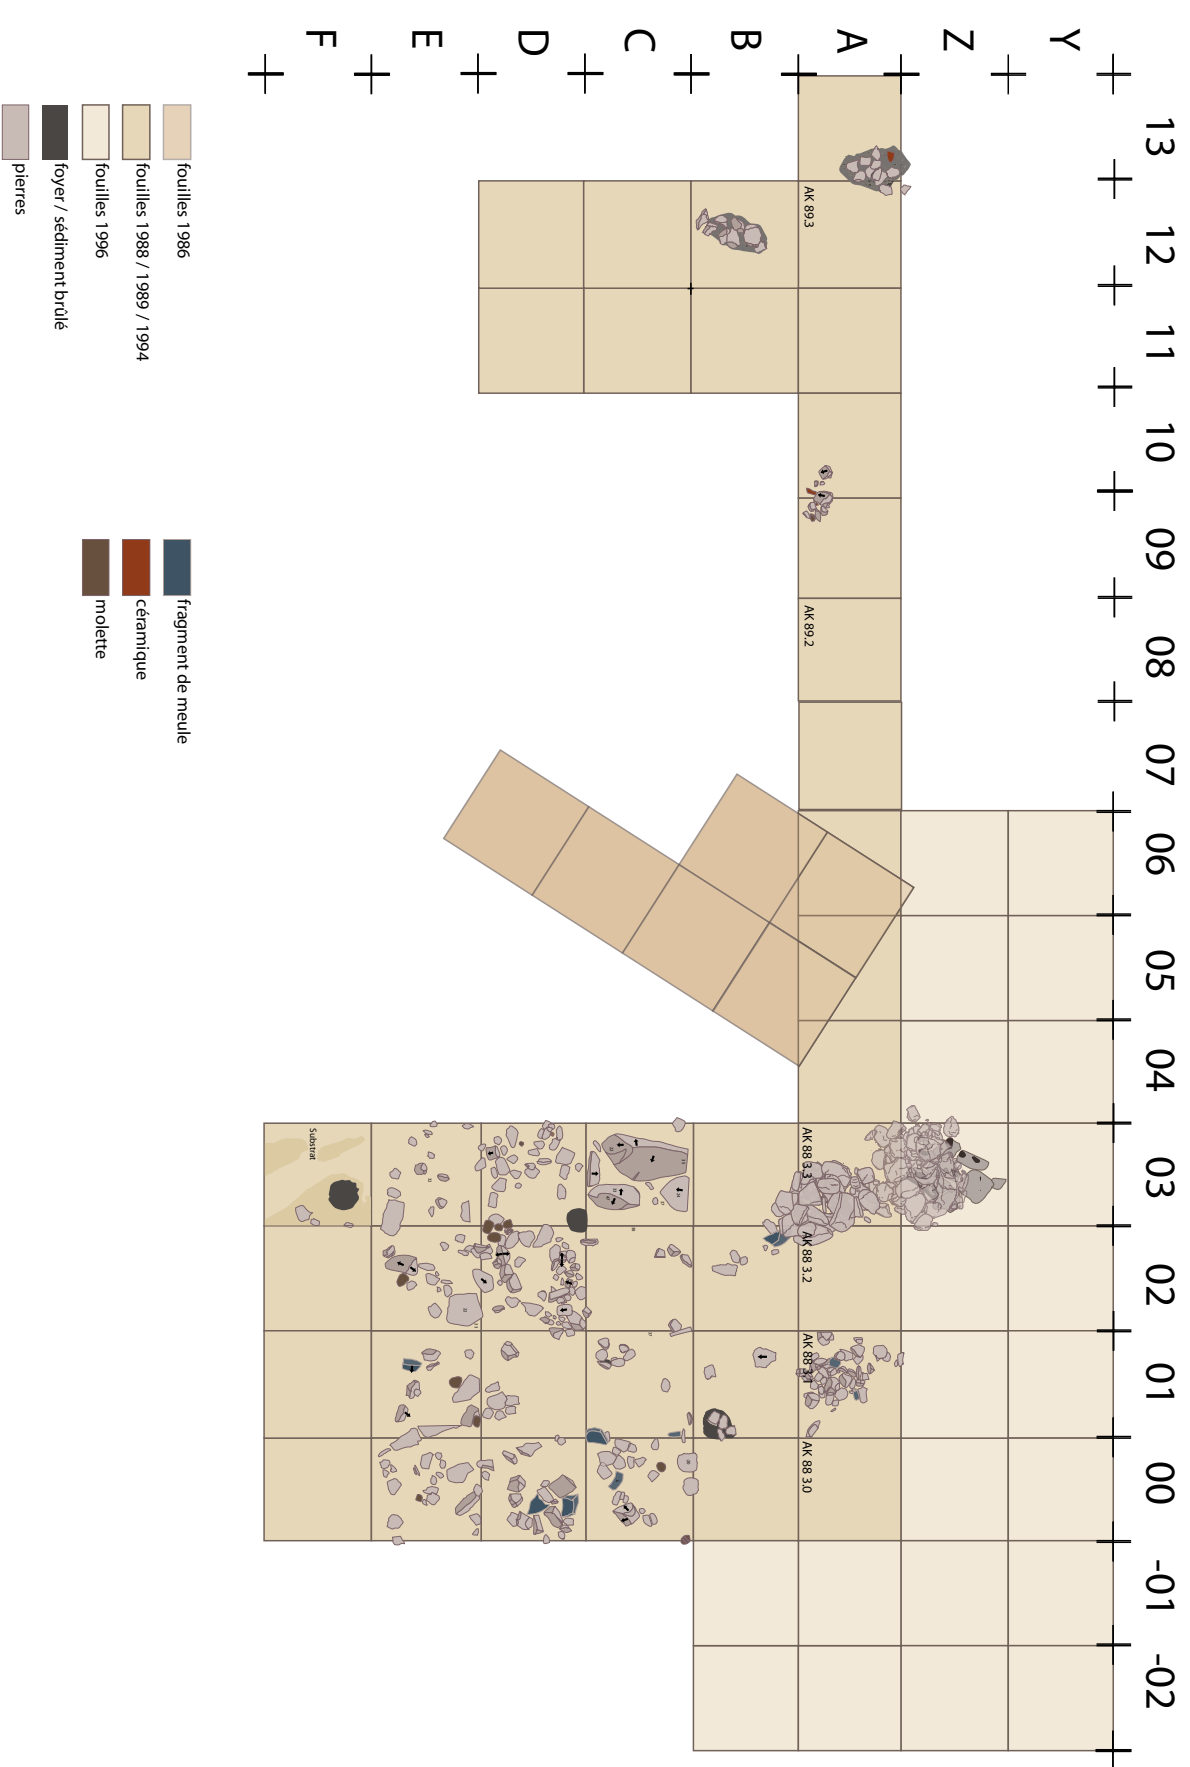 13
12
11
10
09
08
07
06
05
04
03
02
01
00
-01
-02
Y
Z
A
B
C
D
E
F
AK 89.3
AK 89.2
AK 88 3.3
AK 88 3.2
AK 88 3.1
AK 88 3.0
Substrat
fouilles 1986
fouilles 1988 / 1989 / 1994
fouilles 1996
foyer / sédiment brûlé
pierres
fragment de meule
céramique
molette